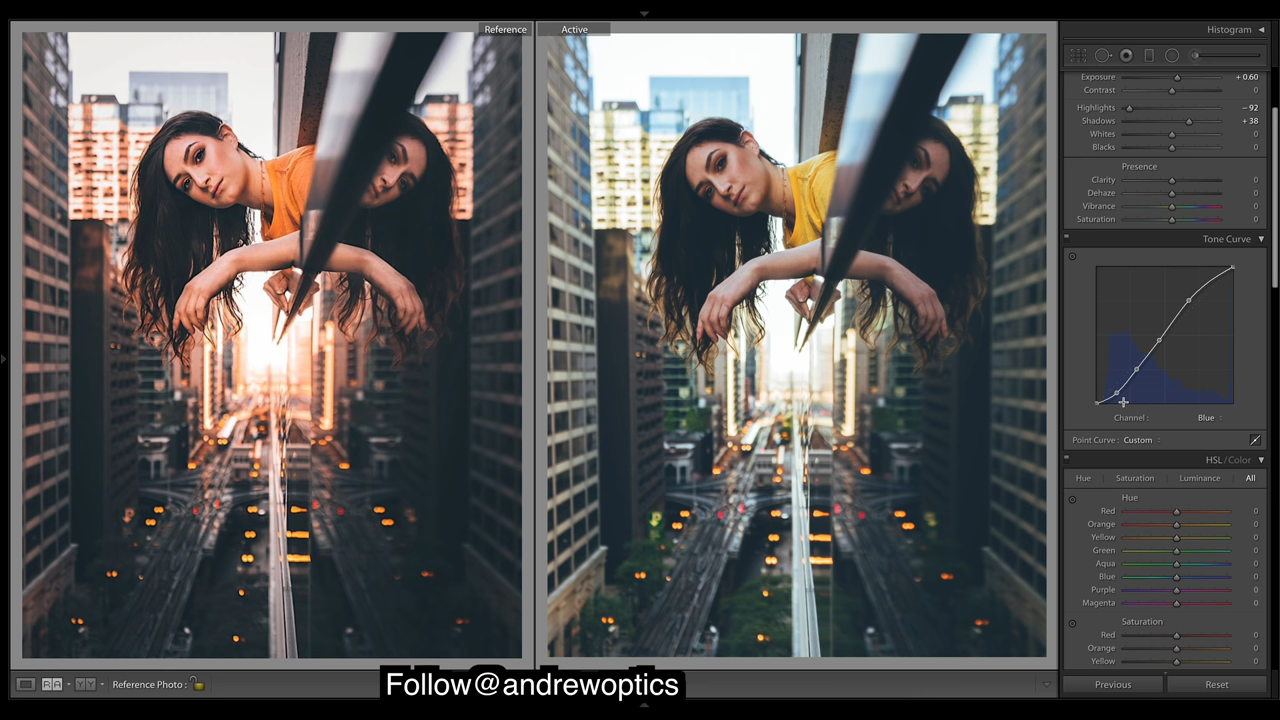 Reference
Active
Histogram
Exposure + 0.60
Contrast 0
Highlights − 92
Shadows + 38
Whites 0
Blacks 0
Presence
Clarity 0
Dehaze 0
Vibrance 0
Saturation 0
Tone Curve
Channel : Blue
Point Curve : Custom
HSL / Color
Hue Saturation Luminance All
Hue
Red 0
Orange 0
Yellow 0
Green 0
Aqua 0
Blue 0
Purple 0
Magenta 0
Saturation
Red 0
Orange 0
Yellow 0
RA YY Reference Photo :
Previous Reset
Follow@andrewoptics